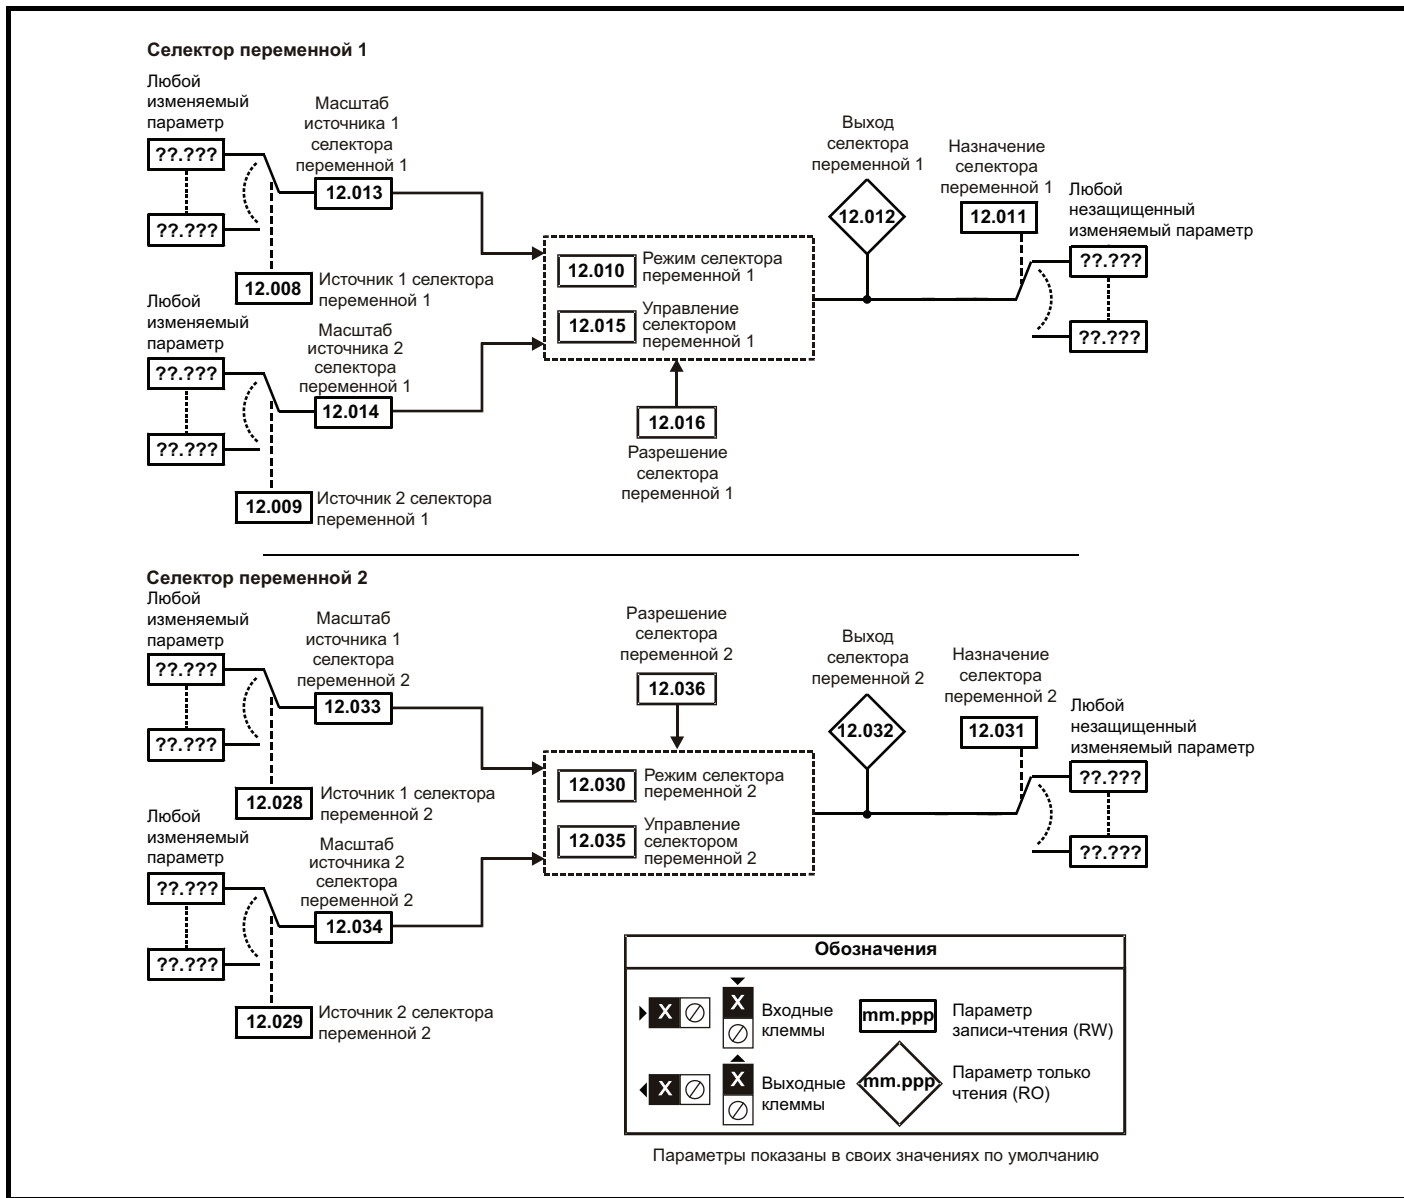 Селектор переменной 1
Любой
изменяемый
параметр
??.???
??.???
Масштаб
источника 1
селектора
переменной 1
12.013
12.008
Источник 1 селектора
переменной 1
Любой
изменяемый
параметр
??.???
??.???
Масштаб
источника 2
селектора
переменной 1
12.014
12.009
Источник 2 селектора
переменной 1
12.010
Режим селектора
переменной 1
12.015
Управление
селектором
переменной 1
12.016
Разрешение
селектора
переменной 1
Выход
селектора
переменной 1
12.012
Назначение
селектора
переменной 1
12.011
Любой
незащищенный
изменяемый параметр
??.???
??.???
Селектор переменной 2
Любой
изменяемый
параметр
??.???
??.???
Масштаб
источника 1
селектора
переменной 2
12.033
12.028
Источник 1 селектора
переменной 2
Любой
изменяемый
параметр
??.???
??.???
Масштаб
источника 2
селектора
переменной 2
12.034
12.029
Источник 2 селектора
переменной 2
Разрешение
селектора
переменной 2
12.036
12.030
Режим селектора
переменной 2
12.035
Управление
селектором
переменной 2
Выход
селектора
переменной 2
12.032
Назначение
селектора
переменной 2
12.031
Любой
незащищенный
изменяемый параметр
??.???
??.???
Обозначения
X
X
Входные
клеммы
mm.ppp
Параметр
записи-чтения (RW)
X
X
Выходные
клеммы
mm.ppp
Параметр только
чтения (RO)
Параметры показаны в своих значениях по умолчанию